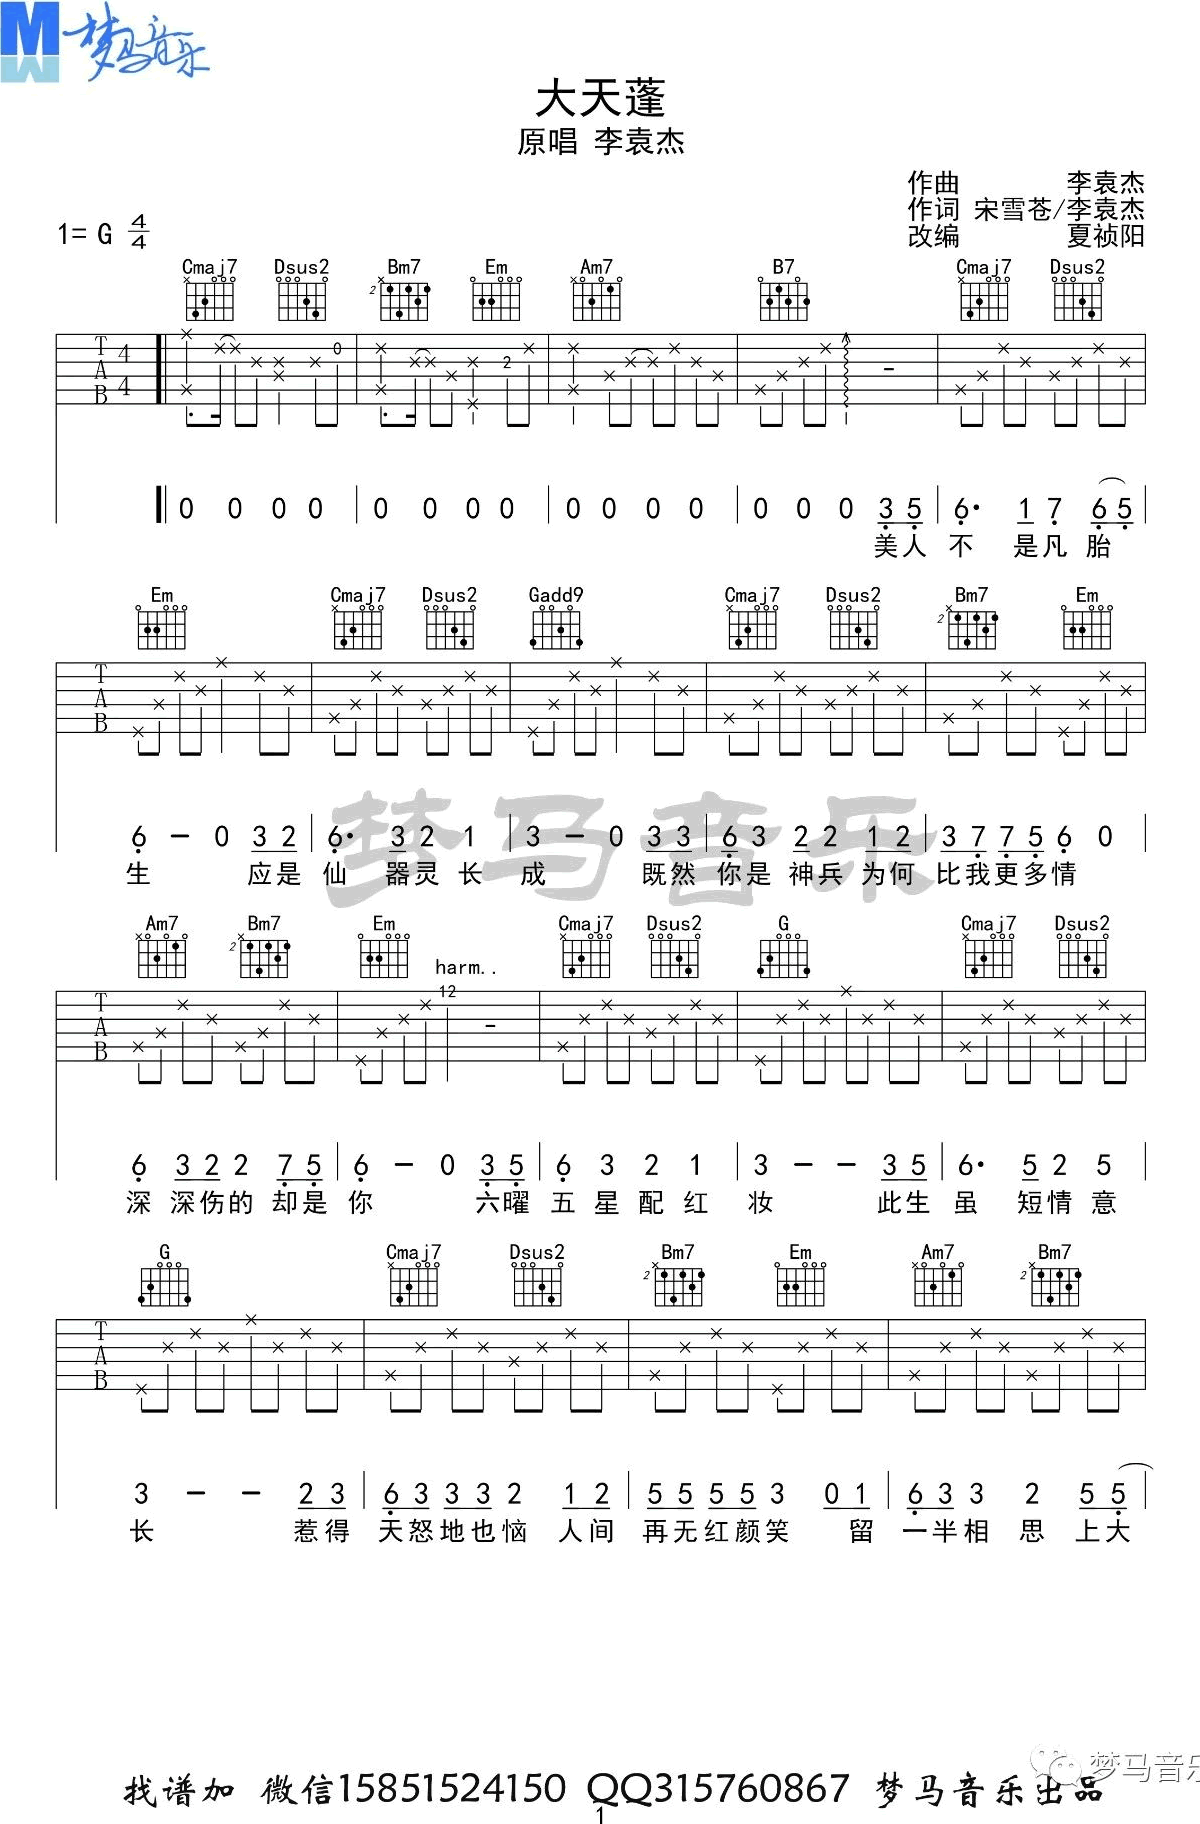 M 梦马音乐
大天蓬
原唱 李袁杰
作曲 李袁杰
作词 宋雪苍/李袁杰
改编 夏祯阳
1= G 4/4
Cmaj7 Dsus2 Bm7 Em Am7 B7 Cmaj7 Dsus2
2
T A B 4/4 0 2
0 0 0 0 0 0 0 0 0 0 0 0 0 0 0 3 5 6· 1 7 6 5
美人 不 是凡 胎
Em Cmaj7 Dsus2 Gadd9 Cmaj7 Dsus2 Bm7 Em
2
T A B
梦马音乐
6 - 0 3 2 6· 3 2 1 3 - 0 3 3 6 3 2 2 1 2 3 7 7 5 6 0
生 应是 仙 器灵 长 成 既然 你是 神兵 为何 比我更多情
Am7 Bm7 Em Cmaj7 Dsus2 G Cmaj7 Dsus2
2 harm..
T A B 12
6 3 2 2 7 5 6 - 0 3 5 6 3 2 1 3 - - 3 5 6· 5 2 5
深 深伤的 却是 你 六曜 五 星 配 红 妆 此生 虽 短情 意
G Cmaj7 Dsus2 Bm7 Em Am7 Bm7
2 2
T A B
3 - - 2 3 6 3 3 3 2 1 2 5 5 5 5 3 0 1 6 3 3 2 5 5
长 惹得 天怒地也恼 人间 再无红颜笑 留 一半相 思 上大
梦马音乐
找谱加 微信15851524150 QQ315760867 梦马音乐出品
1